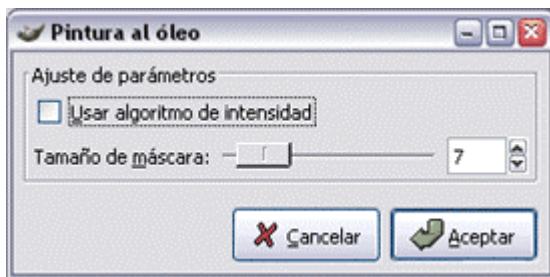 Pintura al óleo
Ajuste de parámetros
Usar algoritmo de intensidad
Tamaño de máscara: 7
Cancelar Aceptar